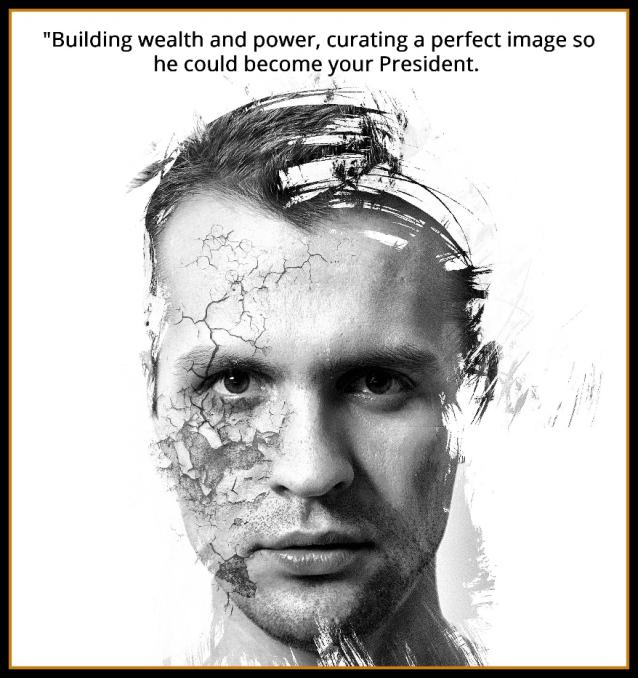 "Building wealth and power, curating a perfect image so
he could become your President.